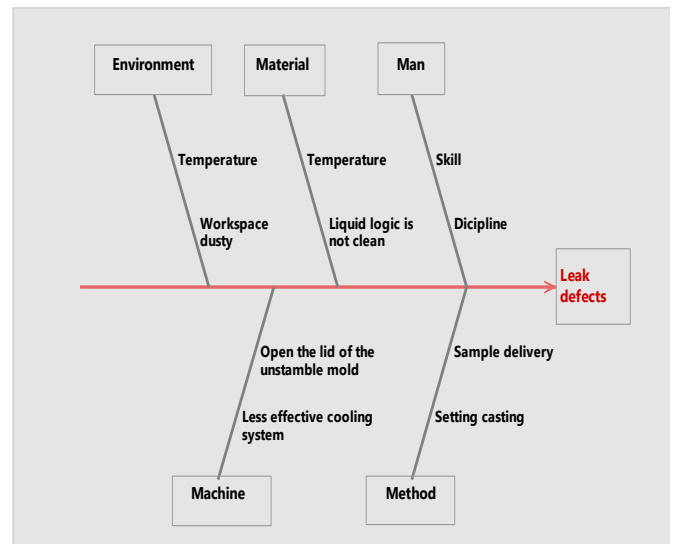 Environment
Material
Man
Temperature
Temperature
Skill
Workspace
dusty
Liquid logic is
not clean
Dicipline
Leak
defects
Open the lid of the
unstamble mold
Sample delivery
Less effective cooling
system
Setting casting
Machine
Method